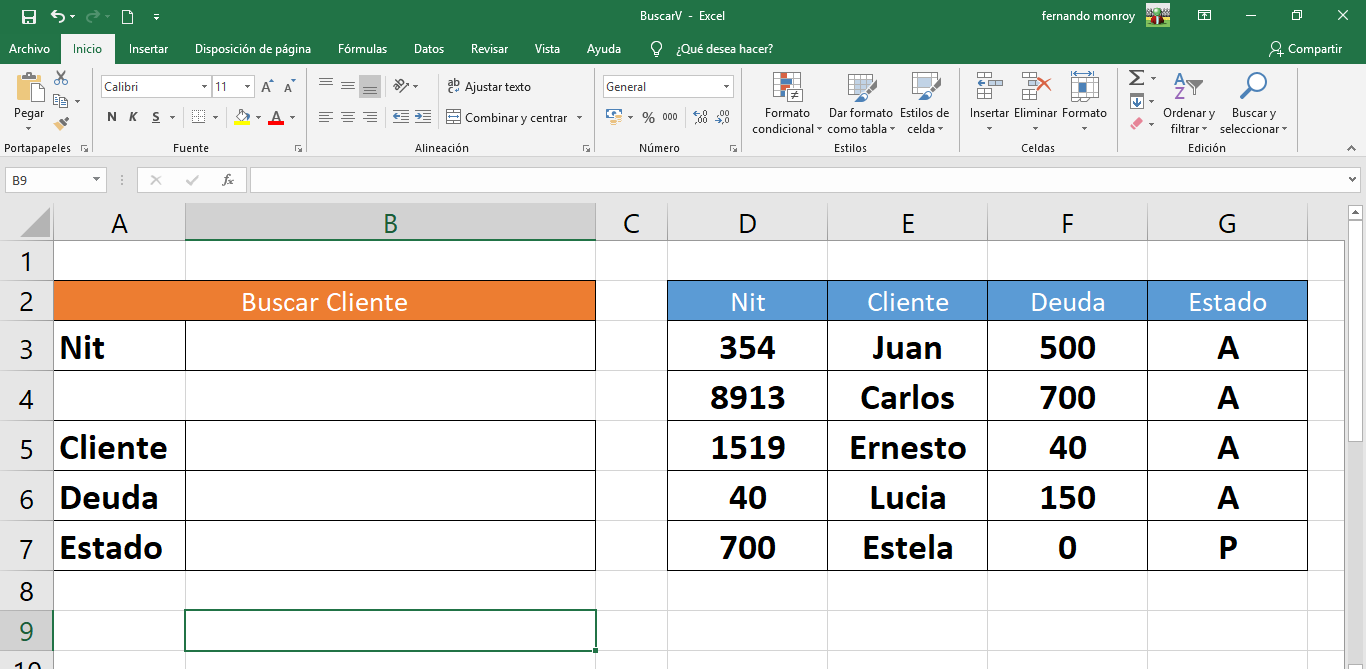 BuscarV - Excel
fernando monroy
Archivo Inicio Insertar Disposición de página Fórmulas Datos Revisar Vista Ayuda ¿Qué desea hacer? Compartir
Pegar
Portapapeles
Calibri 11 A A
N K S A
Fuente
ab Ajustar texto
Combinar y centrar
Alineación
General
% 000 ,00 ,00
Número
Formato condicional
Dar formato como tabla
Estilos de celda
Estilos
Insertar Eliminar Formato
Celdas
Σ
A Z Ordenar y filtrar
Buscar y seleccionar
Edición
B9 fx
A B C D E F G
1
2 Buscar Cliente Nit Cliente Deuda Estado
3 Nit 354 Juan 500 A
4 8913 Carlos 700 A
5 Cliente 1519 Ernesto 40 A
6 Deuda 40 Lucia 150 A
7 Estado 700 Estela 0 P
8
9
10